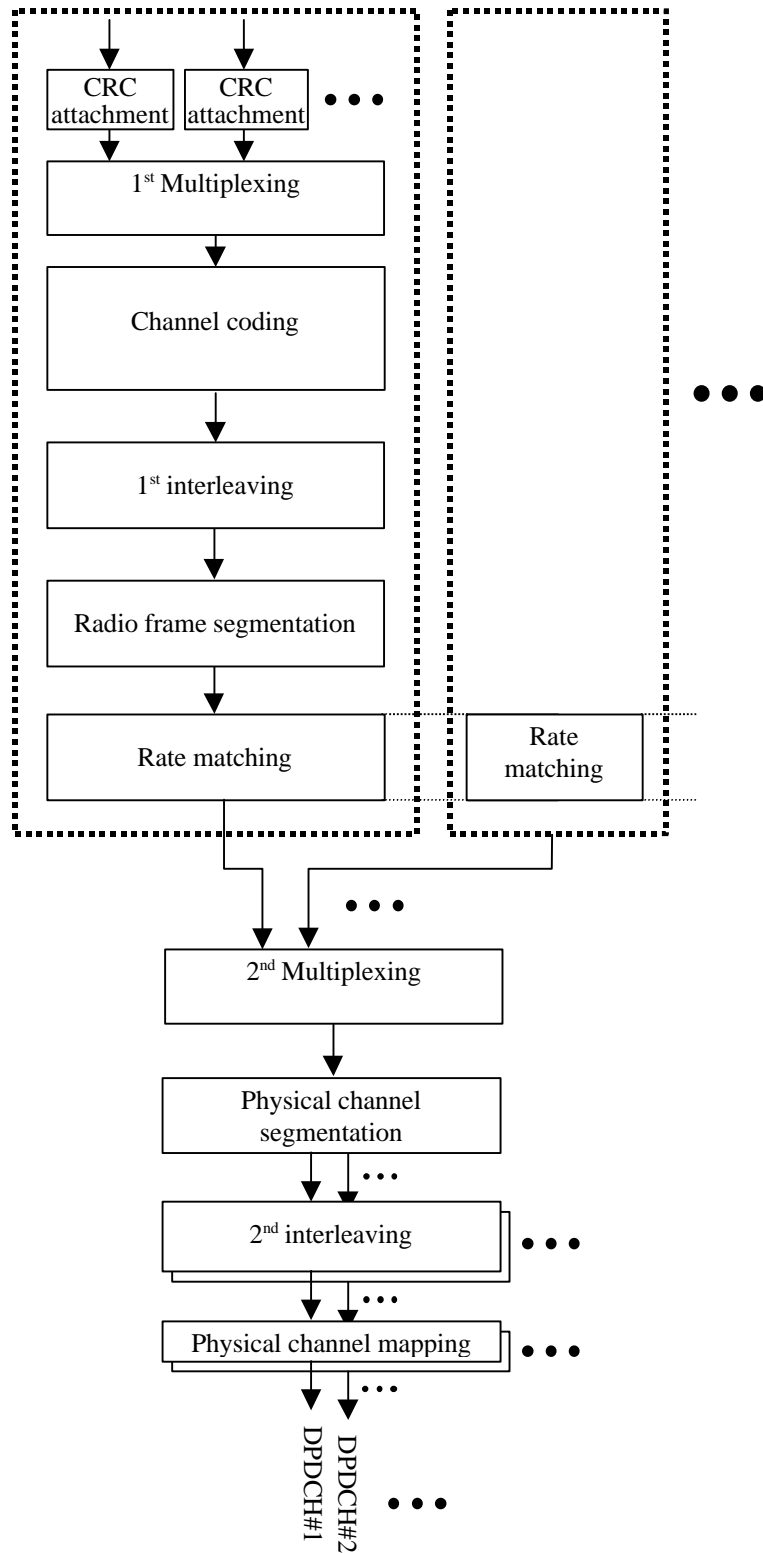 CRC
attachment
CRC
attachment
1st Multiplexing
Channel coding
1st interleaving
Radio frame segmentation
Rate matching
Rate
matching
2nd Multiplexing
Physical channel
segmentation
2nd interleaving
Physical channel mapping
DPDCH#1
DPDCH#2